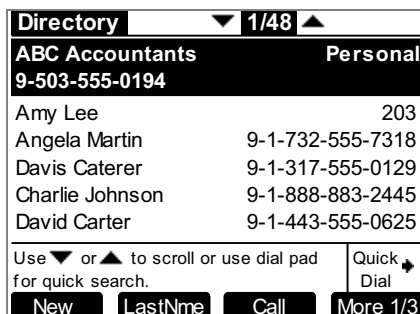 Directory ▼ 1/48 ▲
ABC Accountants Personal
9-503-555-0194
Amy Lee 203
Angela Martin 9-1-732-555-7318
Davis Caterer 9-1-317-555-0129
Charlie Johnson 9-1-888-883-2445
David Carter 9-1-443-555-0625
Use ▼ or ▲ to scroll or use dial pad
for quick search.
Quick
Dial
New LastNme Call More 1/3